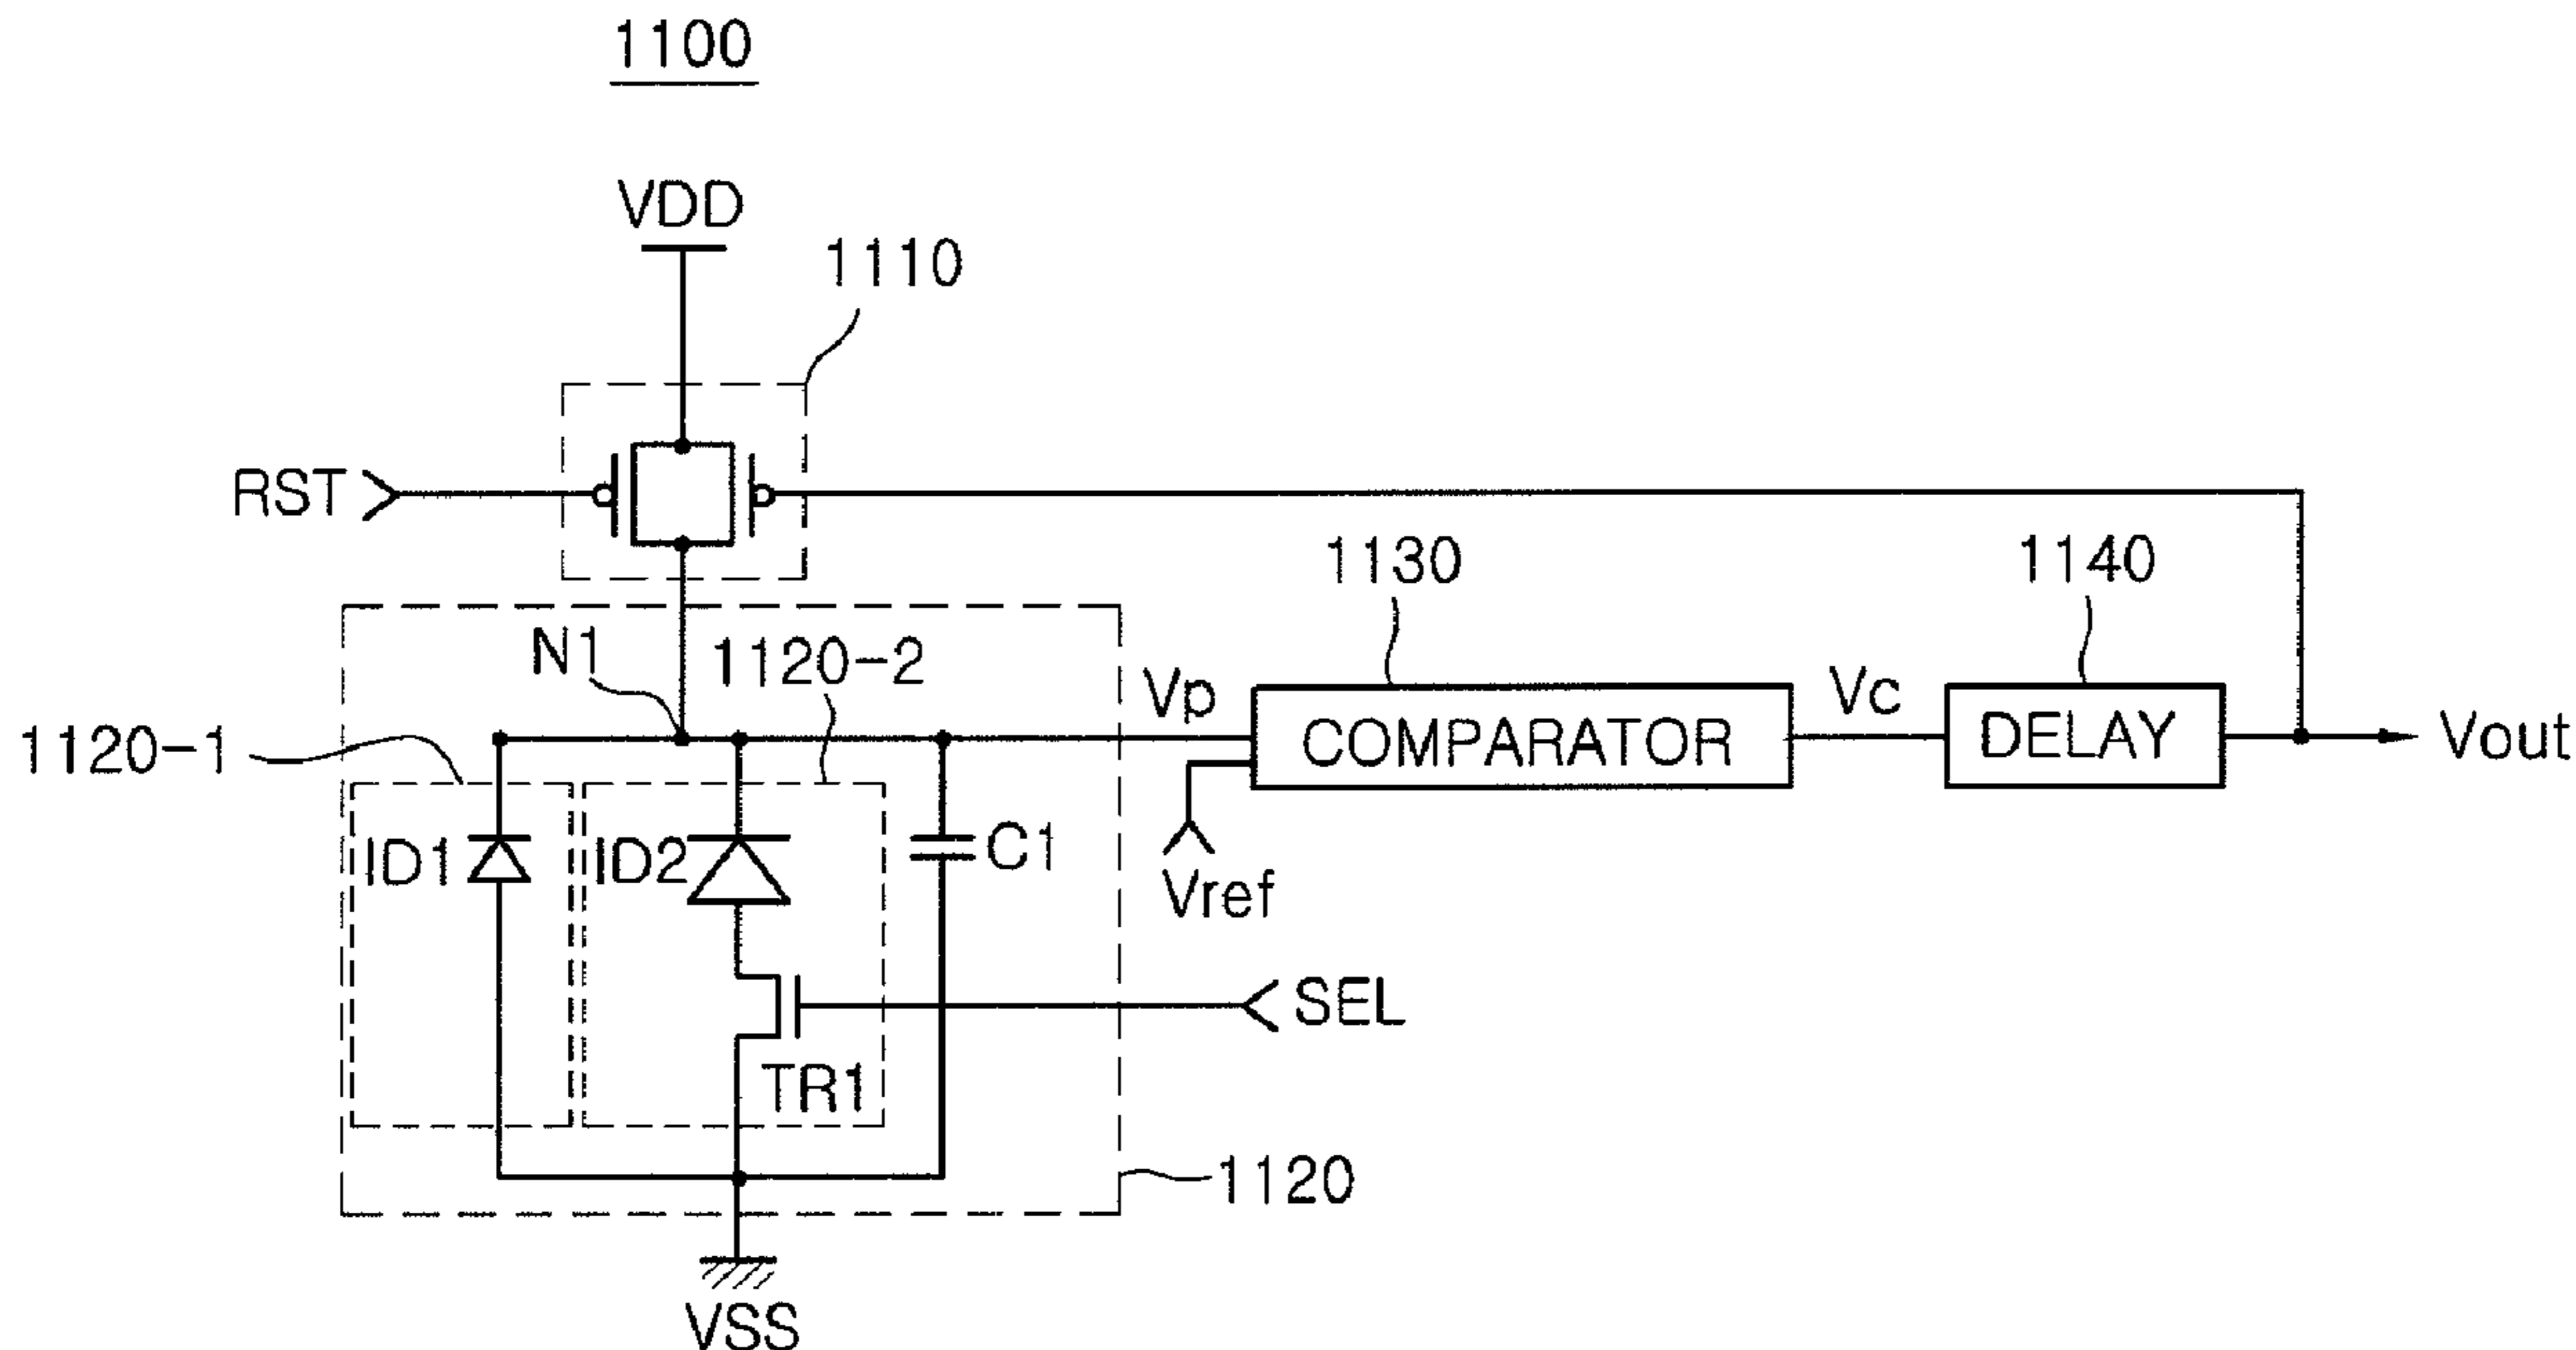 1100
VDD
1110
RST
1130
1140
N1
1120-2
Vp
Vc
1120-1
COMPARATOR
DELAY
Vout
ID1
ID2
C1
Vref
SEL
TR1
1120
VSS